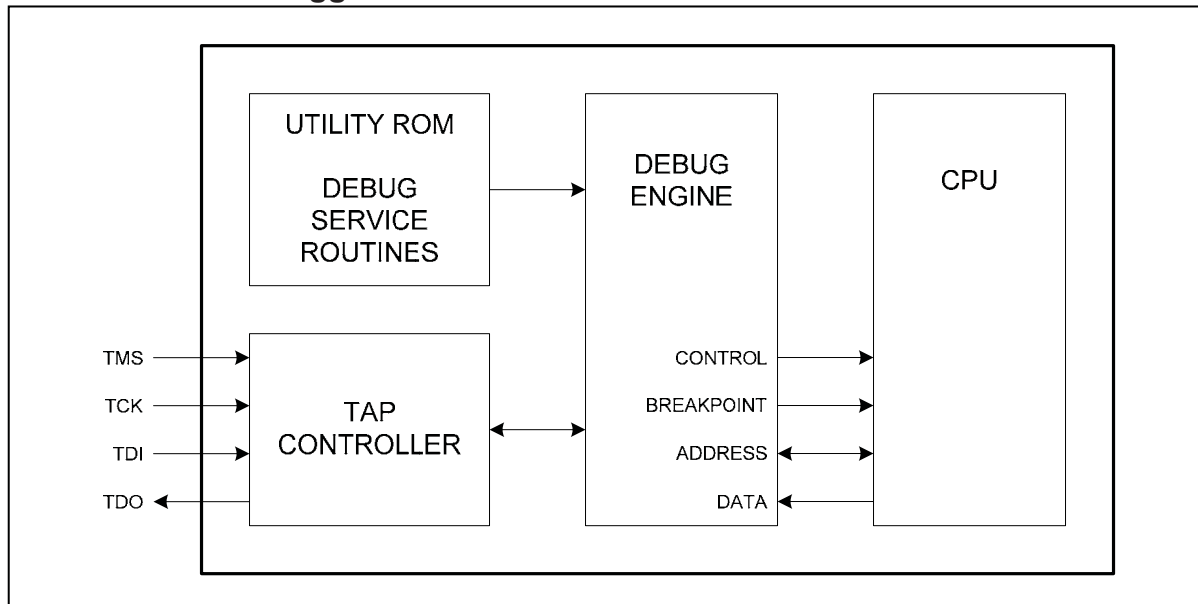 UTILITY ROM
DEBUG
SERVICE
ROUTINES
DEBUG
ENGINE
CPU
TMS
TCK
TDI
TDO
TAP
CONTROLLER
CONTROL
BREAKPOINT
ADDRESS
DATA